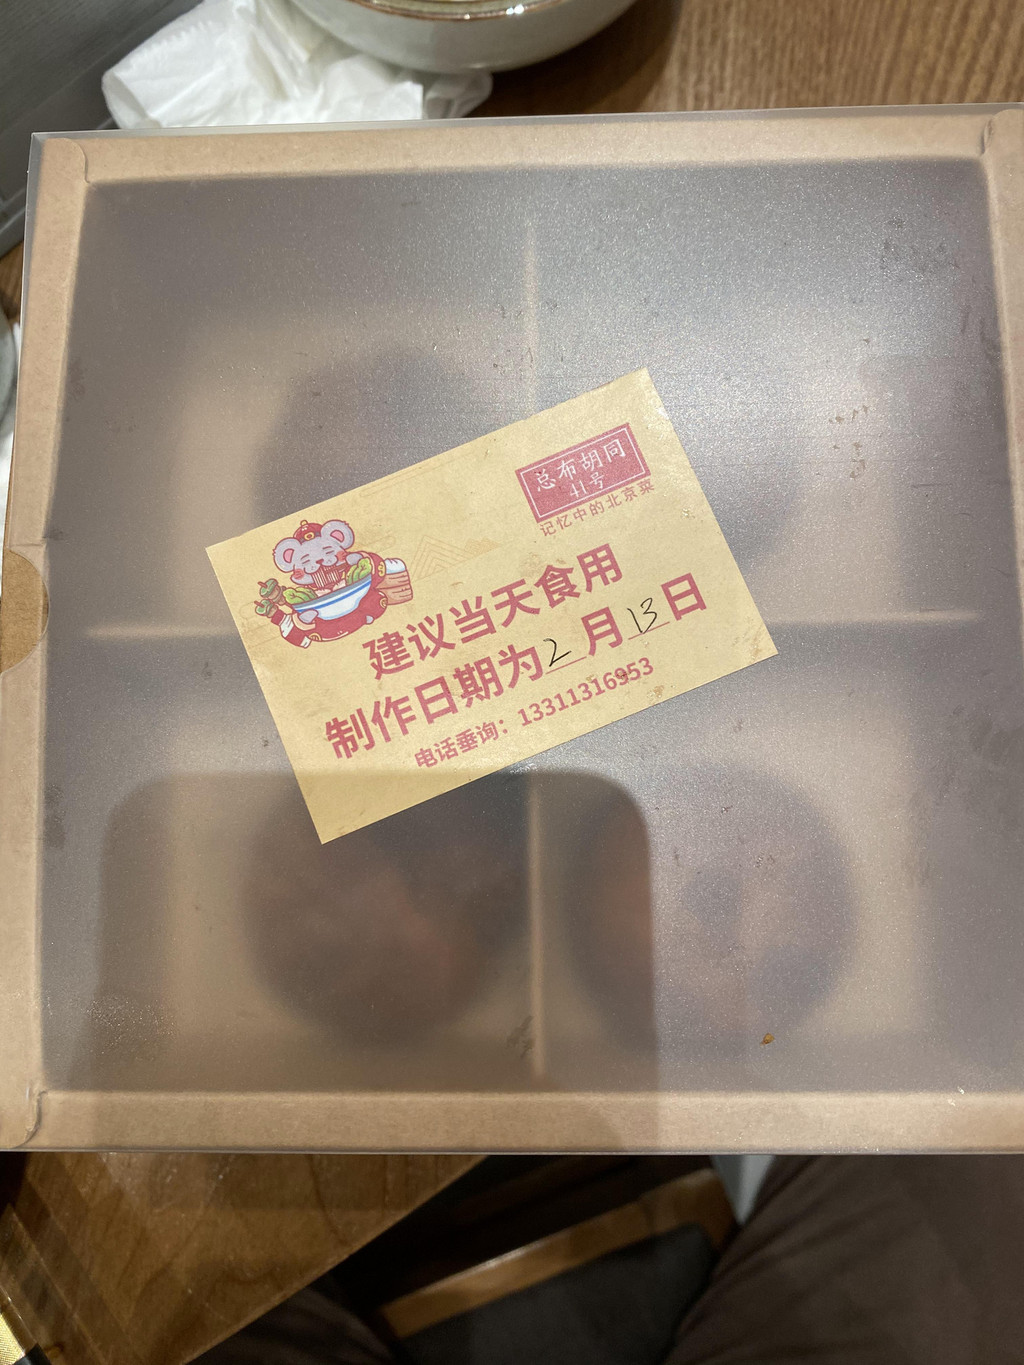 总布胡同
41号
记忆中的北京菜
建议当天食用
制作日期为2月13日
电话垂询：13311316953